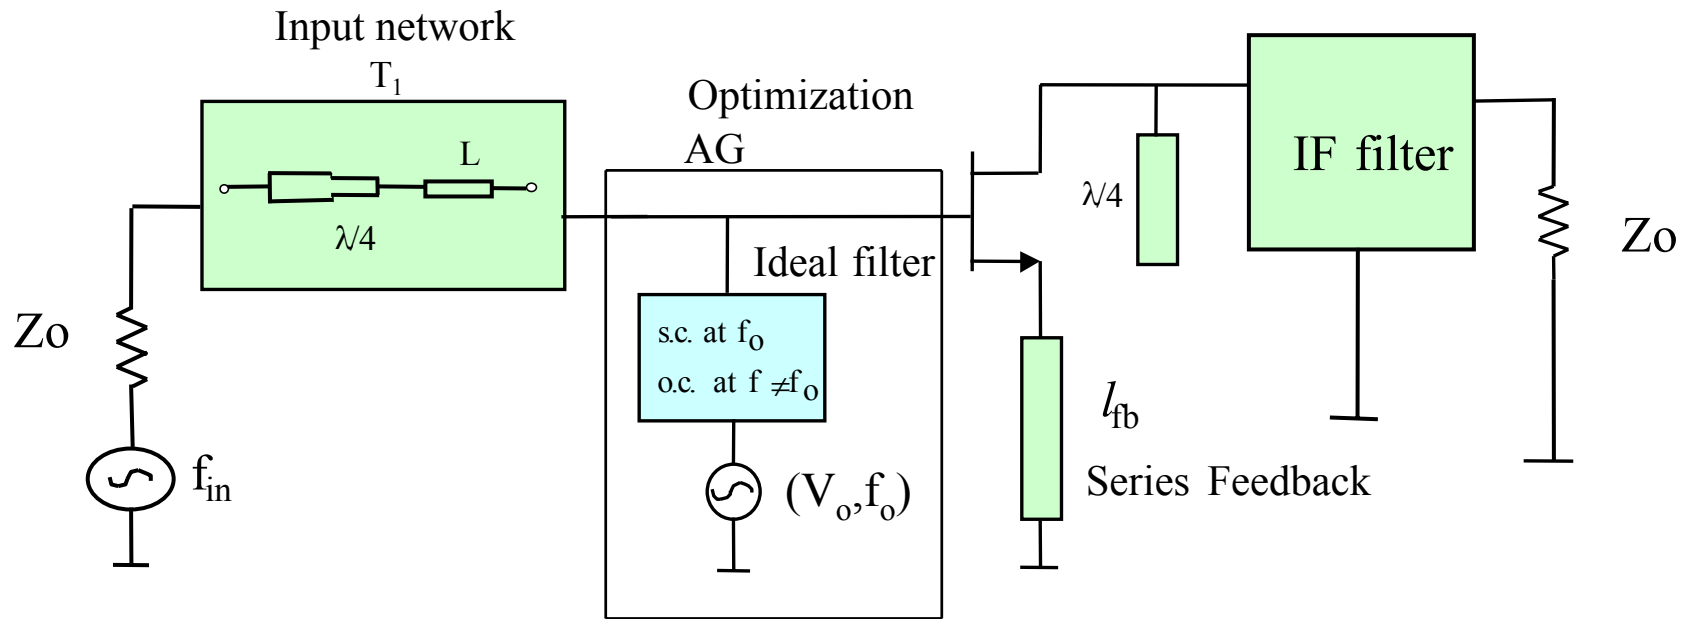 Input network
T1
L
λ/4
Zo
fin
Optimization
AG
Ideal filter
s.c. at fo
o.c. at f ≠fo
(Vo,fo)
λ/4
IF filter
Zo
lfb
Series Feedback